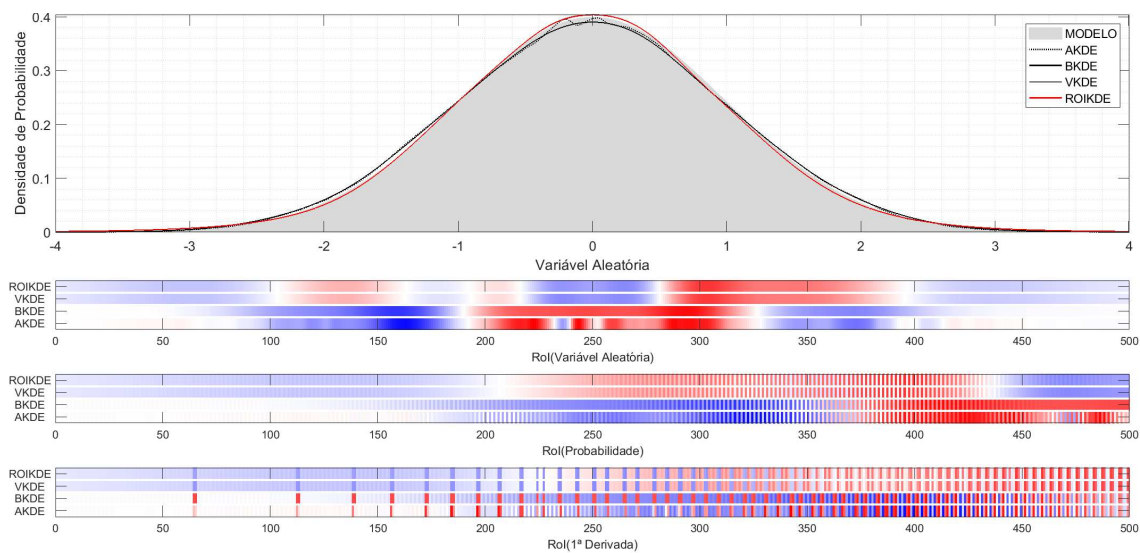 0.4
0.3
0.2
0.1
0
Densidade de Probabilidade
MODELO
AKDE
BKDE
VKDE
ROIKDE
-4 -3 -2 -1 0 1 2 3 4
Variável Aleatória
ROIKDE
VKDE
BKDE
AKDE
0 50 100 150 200 250 300 350 400 450 500
RoI(Variável Aleatória)
ROIKDE
VKDE
BKDE
AKDE
0 50 100 150 200 250 300 350 400 450 500
RoI(Probabilidade)
ROIKDE
VKDE
BKDE
AKDE
0 50 100 150 200 250 300 350 400 450 500
RoI(1ª Derivada)